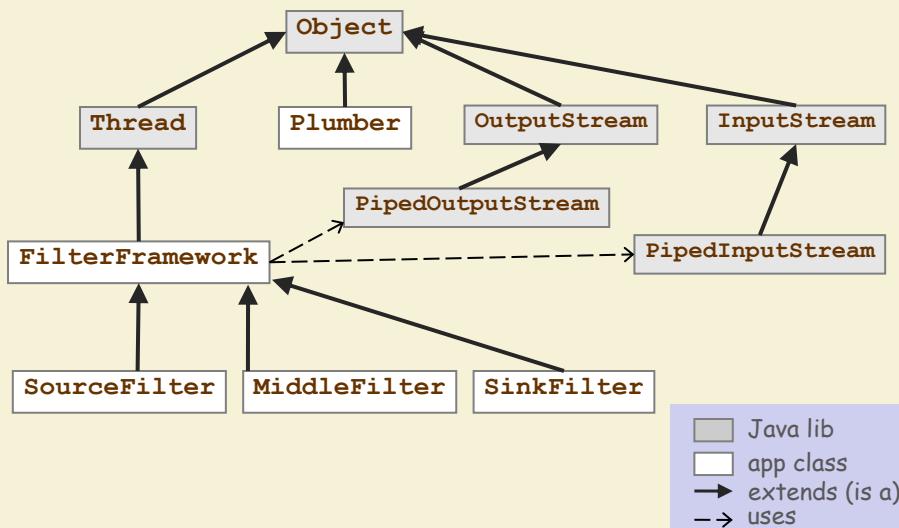 Object
Thread
Plumber
OutputStream
InputStream
PipedOutputStream
FilterFramework
PipedInputStream
SourceFilter
MiddleFilter
SinkFilter
Java lib
app class
extends (is a)
uses